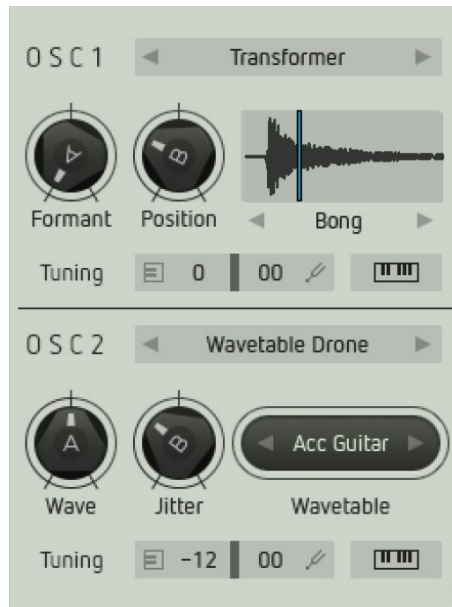 OSC1 Transformer
A B
Formant Position Bong
Tuning 0 00
OSC2 Wavetable Drone
A B Acc Guitar
Wave Jitter Wavetable
Tuning -12 00